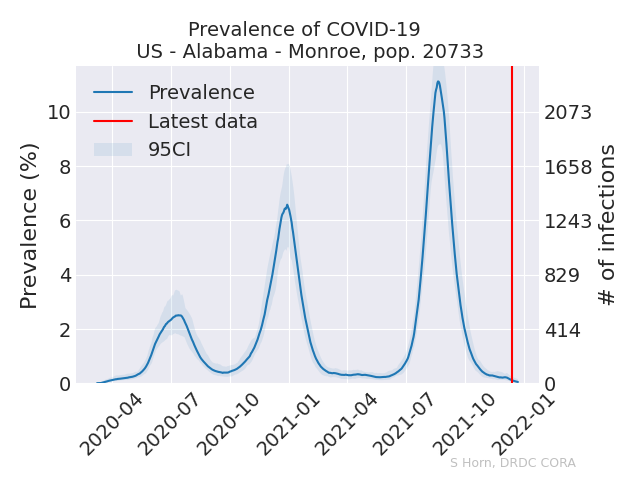 Prevalence of COVID-19
US - Alabama - Monroe, pop. 20733
Prevalence
Latest data
95CI
Prevalence (%)
10
8
6
4
2
0
2073
1658
1243
829
414
0
# of infections
2020-04
2020-07
2020-10
2021-01
2021-04
2021-07
2021-10
2022-01
S Horn, DRDC CORA